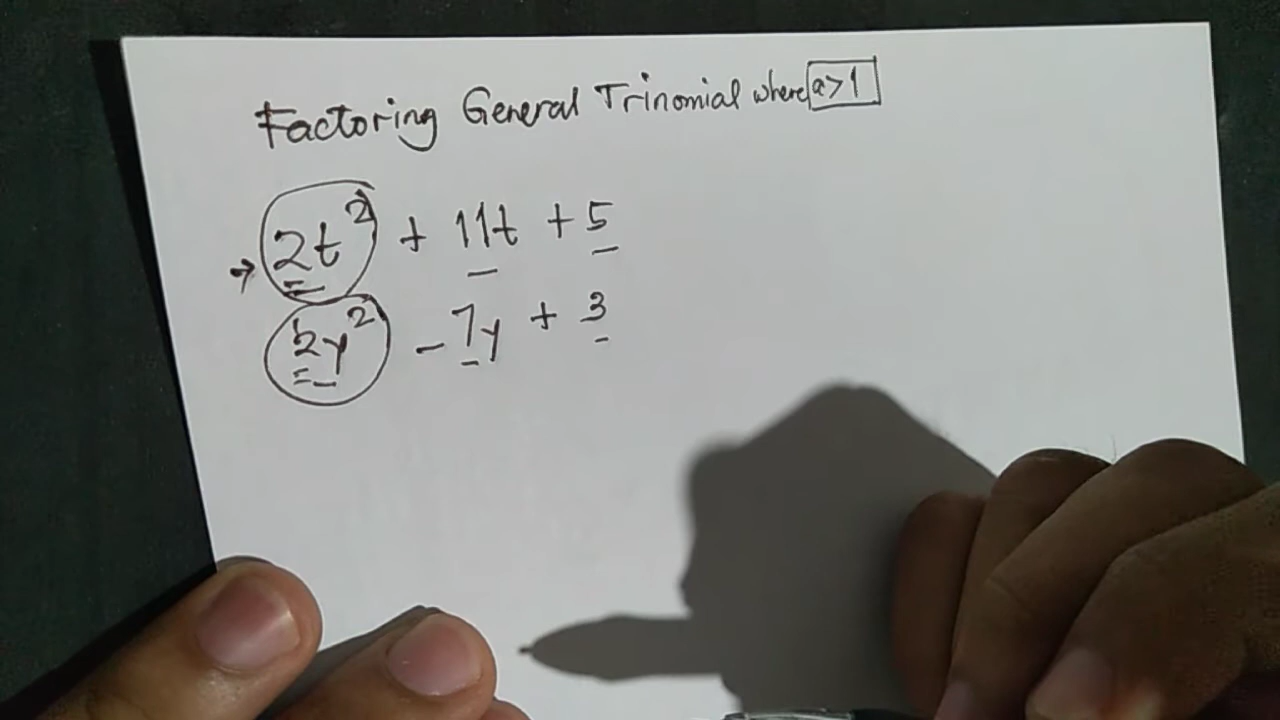 Factoring General Trinomial where a>1
→ 2t² + 11t + 5
2y² - 7y + 3